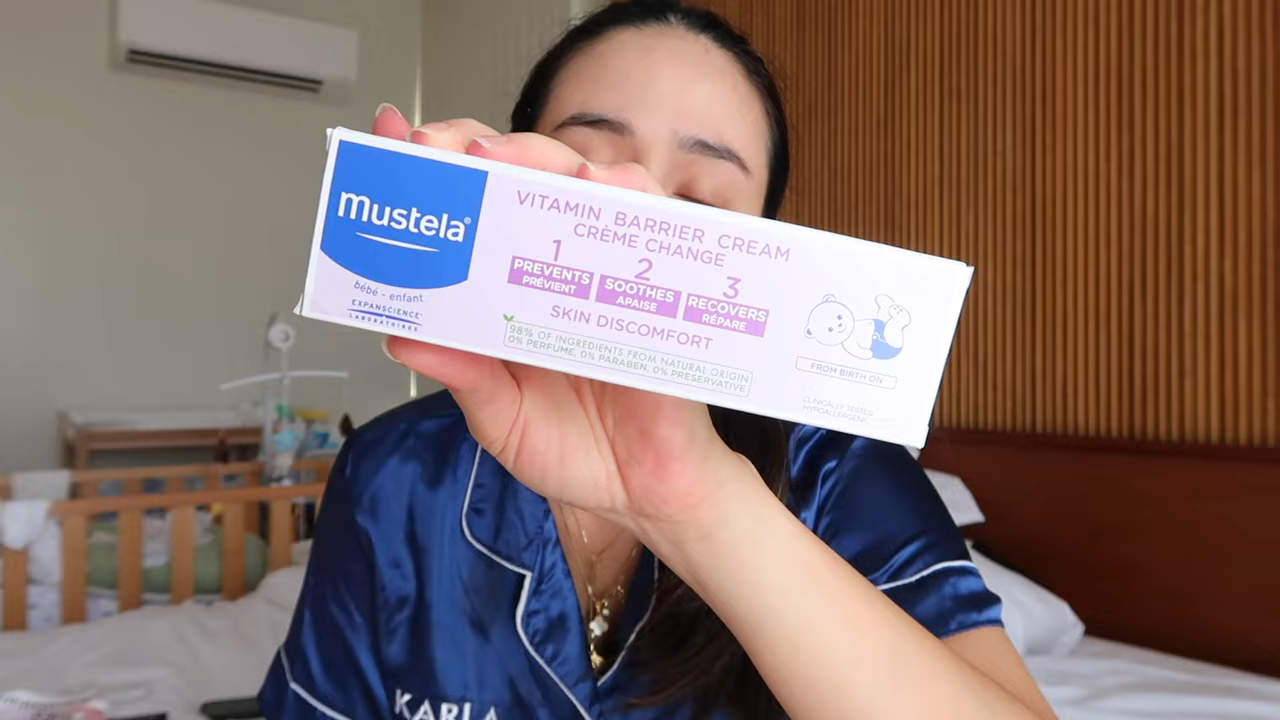 mustela®
bébé - enfant
EXPANSCIENCE
LABORATOIRES
VITAMIN BARRIER CREAM
CRÈME CHANGE
1 2 3
PREVENTS SOOTHES RECOVERS
PRÉVIENT APAISE RÉPARE
SKIN DISCOMFORT
98% OF INGREDIENTS FROM NATURAL ORIGIN
0% PERFUME, 0% PARABEN, 0% PRESERVATIVE
FROM BIRTH ON
CLINICALLY TESTED
HYPOALLERGENIC
KARLA